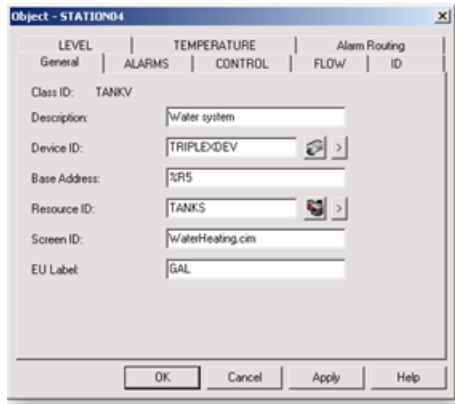 Object - STATION04
LEVEL TEMPERATURE Alarm Routing
General ALARMS CONTROL FLOW ID
Class ID: TANKV
Description: Water system
Device ID: TRIPLEXDEV
Base Address: %R5
Resource ID: TANKS
Screen ID: WaterHeating.cim
EU Label: GAL
OK Cancel Apply Help